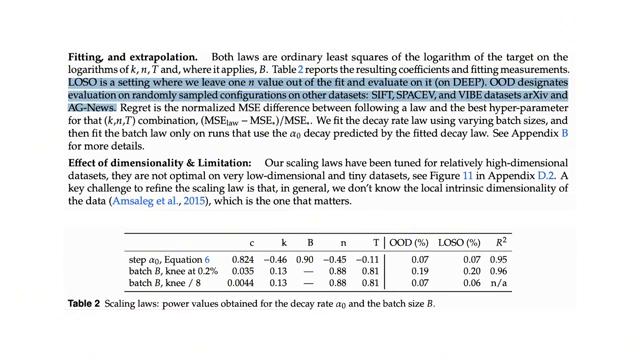 Fitting, and extrapolation. Both laws are ordinary least squares of the logarithm of the target on the
logarithms of k, n, T and, where it applies, B. Table 2 reports the resulting coefficients and fitting measurements.
LOSO is a setting where we leave one n value out of the fit and evaluate on it (on DEEP). OOD designates
evaluation on randomly sampled configurations on other datasets: SIFT, SPACEV, and VIBE datasets arXiv and
AG-News. Regret is the normalized MSE difference between following a law and the best hyper-parameter
for that (k,n,T) combination, (MSE_law − MSE_*)/MSE_*. We fit the decay rate law using varying batch sizes, and
then fit the batch law only on runs that use the α₀ decay predicted by the fitted decay law. See Appendix B
for more details.
Effect of dimensionality & Limitation: Our scaling laws have been tuned for relatively high-dimensional
datasets, they are not optimal on very low-dimensional and tiny datasets, see Figure 11 in Appendix D.2. A
key challenge to refine the scaling law is that, in general, we don't know the local intrinsic dimensionality of
the data (Amsaleg et al., 2015), which is the one that matters.
c k B n T OOD (%) LOSO (%) R²
step α₀, Equation 6 0.824 −0.46 0.90 −0.45 −0.11 0.07 0.07 0.95
batch B, knee at 0.2% 0.035 0.13 — 0.88 0.81 0.19 0.20 0.96
batch B, knee / 8 0.0044 0.13 — 0.88 0.81 0.07 0.06 n/a
Table 2 Scaling laws: power values obtained for the decay rate α₀ and the batch size B.